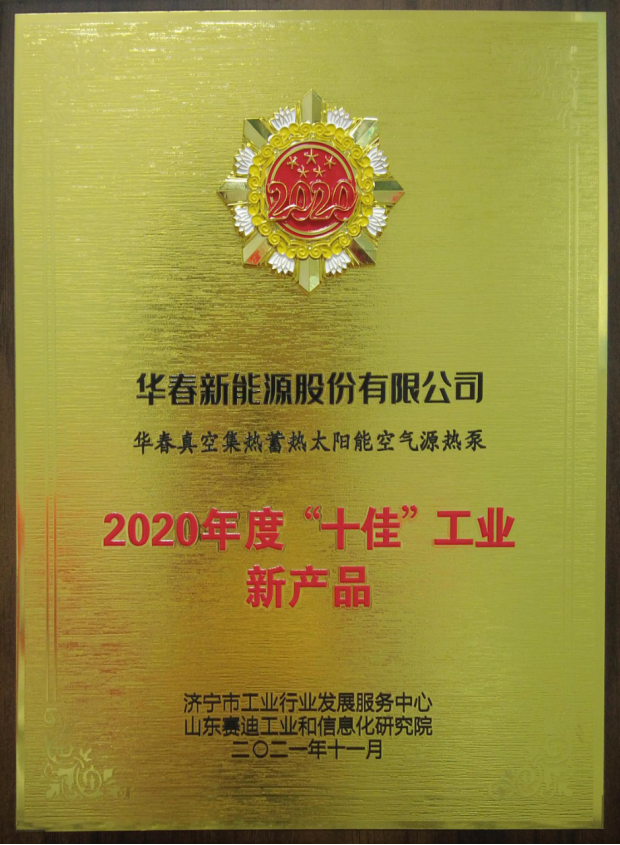 2020
华春新能源股份有限公司
华春真空集热蓄热太阳能空气源热泵
2020年度“十佳”工业
新产品
济宁市工业行业发展服务中心
山东赛迪工业和信息化研究院
二〇二一年十一月